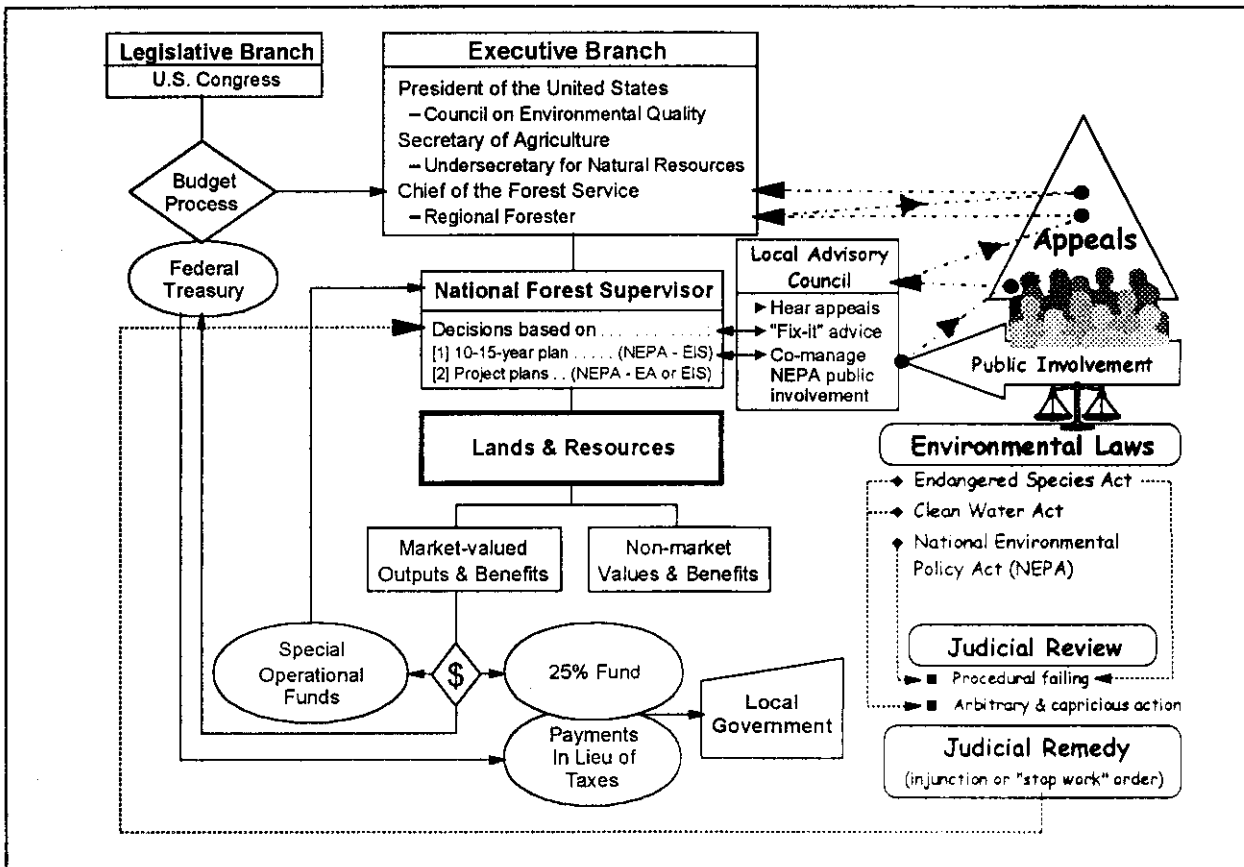 Legislative Branch
U.S. Congress
Executive Branch
President of the United States
– Council on Environmental Quality
Secretary of Agriculture
– Undersecretary for Natural Resources
Chief of the Forest Service
– Regional Forester
Budget
Process
Federal
Treasury
National Forest Supervisor
Decisions based on . . . . . . . . . . . . :
[1] 10-15-year plan . . . . . (NEPA - EIS)
[2] Project plans . . (NEPA - EA or EIS)
Local Advisory
Council
Hear appeals
"Fix-it" advice
Co-manage
NEPA public
involvement
Appeals
Public Involvement
Lands & Resources
Market-valued
Outputs & Benefits
Non-market
Values & Benefits
Special
Operational
Funds
$
25% Fund
Payments
In Lieu of
Taxes
Local
Government
Environmental Laws
Endangered Species Act
Clean Water Act
National Environmental
Policy Act (NEPA)
Judicial Review
Procedural failing
Arbitrary & capricious action
Judicial Remedy
(injunction or "stop work" order)